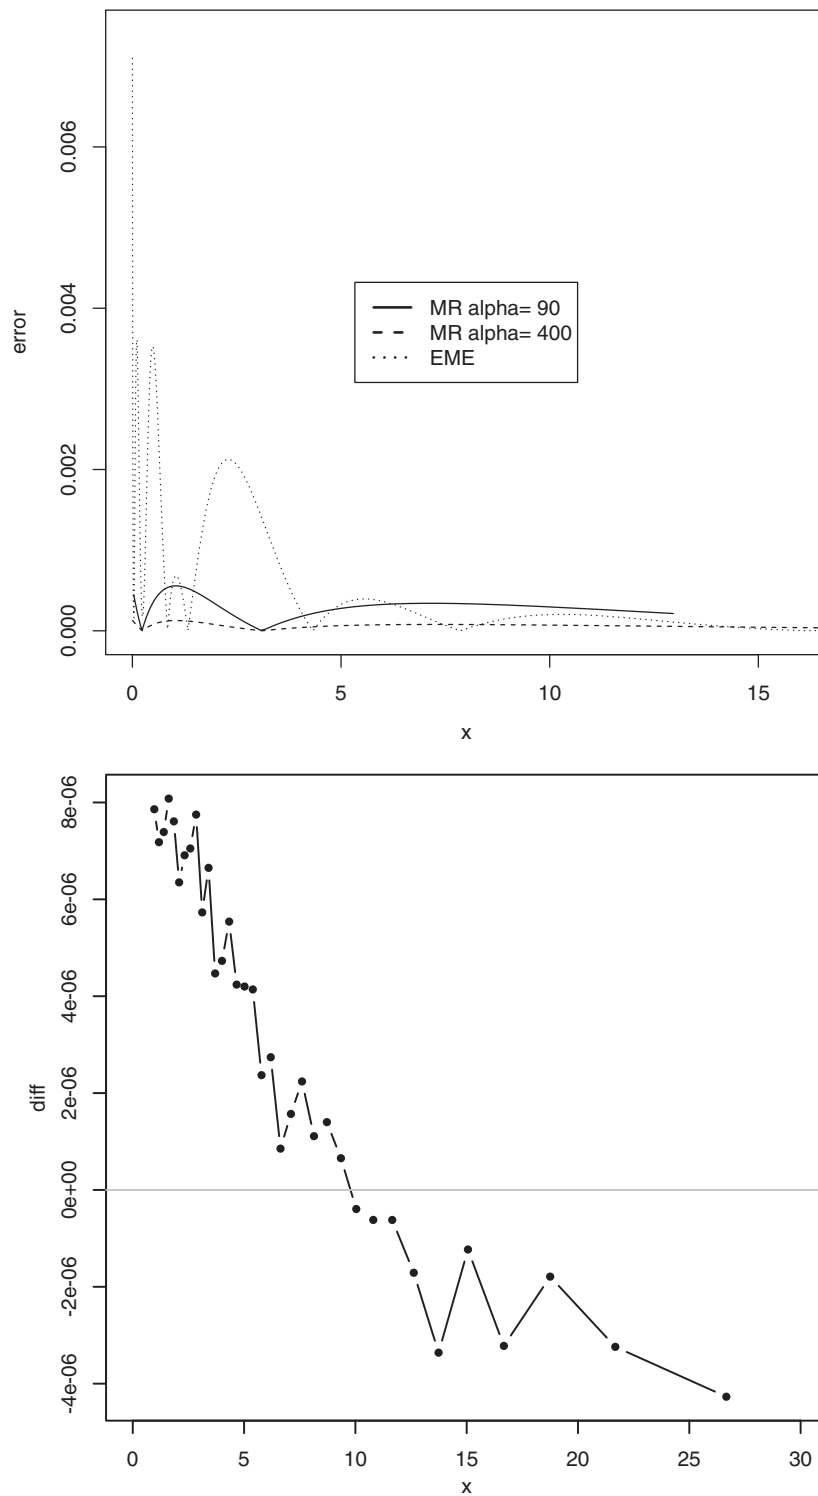 0.006
0.004
0.002
0.000
error
MR alpha= 90
MR alpha= 400
EME
0 5 10 15
x
8e-06
6e-06
4e-06
2e-06
0e+00
-2e-06
-4e-06
diff
0 5 10 15 20 25 30
x